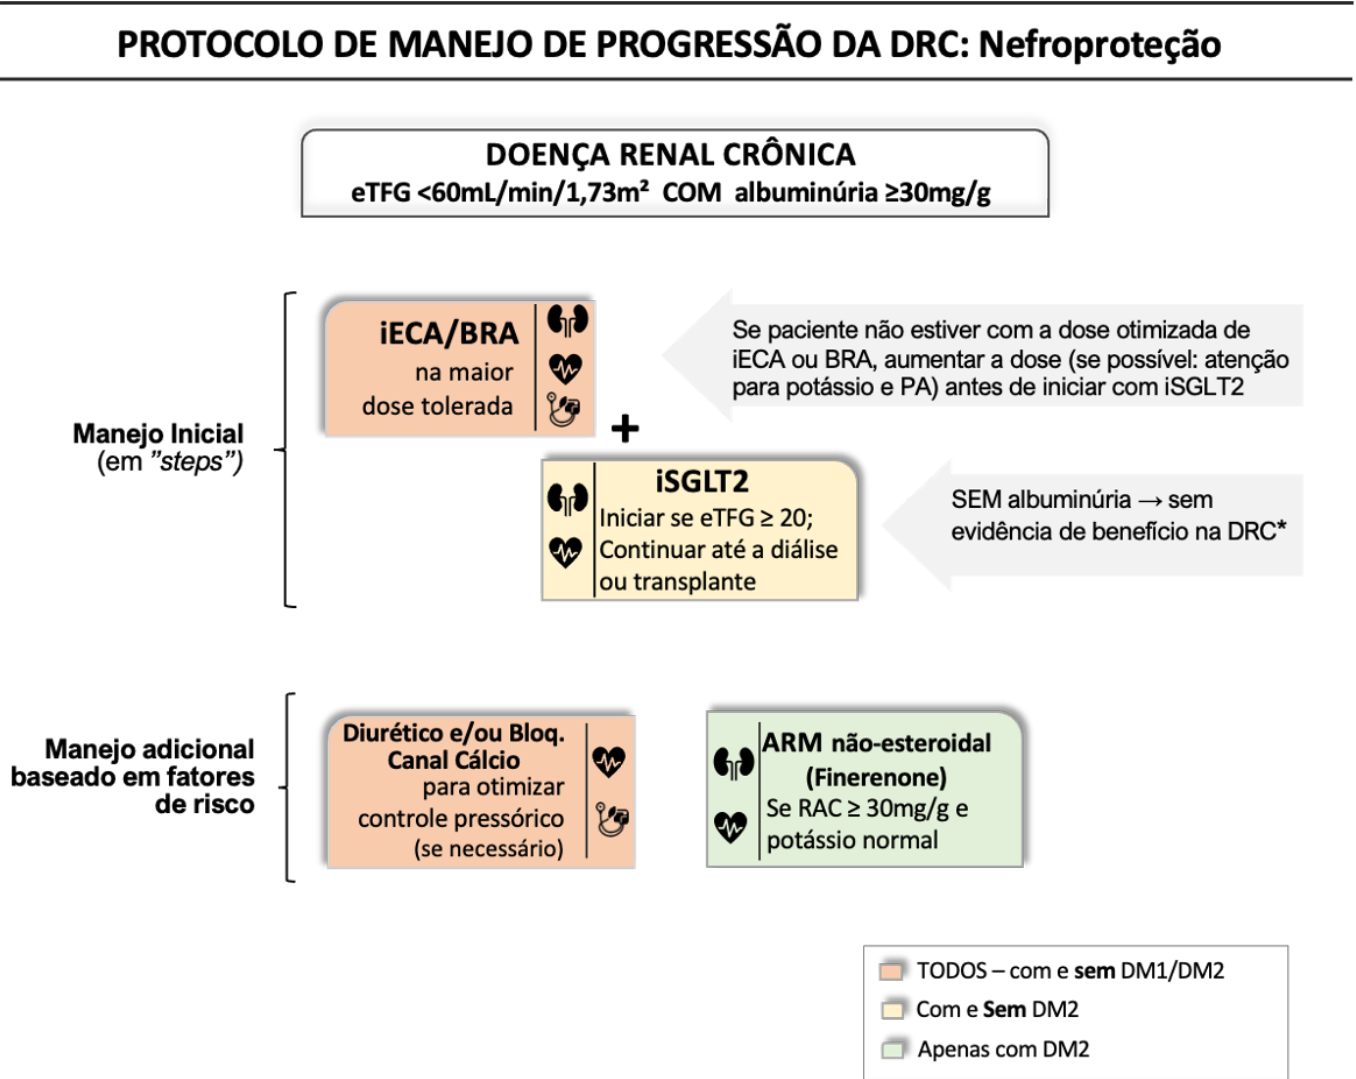 PROTOCOLO DE MANEJO DE PROGRESSÃO DA DRC: Nefroproteção
DOENÇA RENAL CRÔNICA
eTFG <60mL/min/1,73m² COM albuminúria ≥30mg/g
Manejo Inicial
(em ”steps”)
iECA/BRA
na maior
dose tolerada
Se paciente não estiver com a dose otimizada de
iECA ou BRA, aumentar a dose (se possível: atenção
para potássio e PA) antes de iniciar com iSGLT2
+
iSGLT2
Iniciar se eTFG ≥ 20;
Continuar até a diálise
ou transplante
SEM albuminúria → sem
evidência de benefício na DRC*
Manejo adicional
baseado em fatores
de risco
Diurético e/ou Bloq.
Canal Cálcio
para otimizar
controle pressórico
(se necessário)
ARM não-esteroidal
(Finerenone)
Se RAC ≥ 30mg/g e
potássio normal
TODOS – com e sem DM1/DM2
Com e Sem DM2
Apenas com DM2